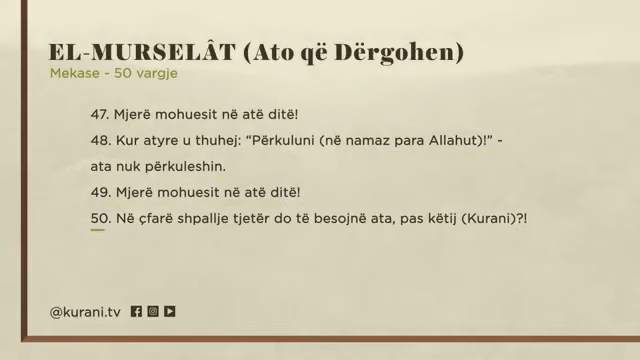 EL-MURSELÂT (Ato që Dërgohen)
Mekase - 50 vargje
47. Mjerë mohuesit në atë ditë!
48. Kur atyre u thuhej: “Përkuluni (në namaz para Allahut)!” -
ata nuk përkuleshin.
49. Mjerë mohuesit në atë ditë!
50. Në çfarë shpallje tjetër do të besojnë ata, pas këtij (Kurani)?!
@kurani.tv